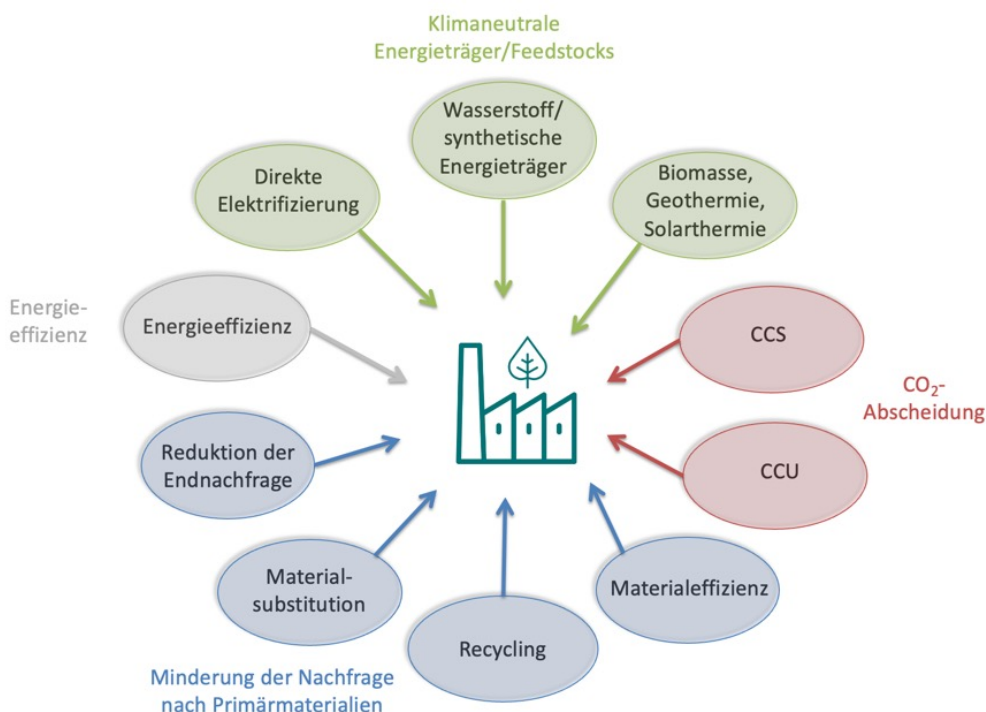 Klimaneutrale
Energieträger/Feedstocks
Wasserstoff/
synthetische
Energieträger
Direkte
Elektrifizierung
Biomasse,
Geothermie,
Solarthermie
Energie-
effizienz
Energieeffizienz
CCS
CO₂-
Abscheidung
Reduktion der
Endnachfrage
CCU
Material-
substitution
Materialeffizienz
Recycling
Minderung der Nachfrage
nach Primärmaterialien